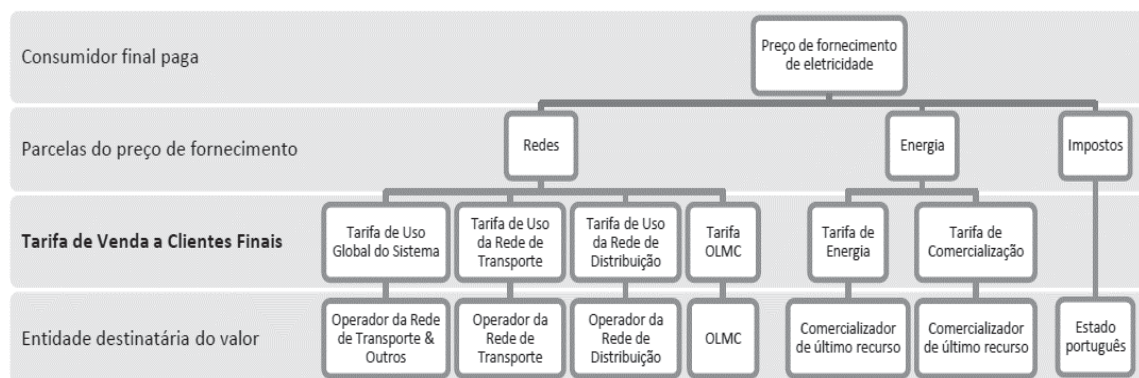 Consumidor final paga
Preço de fornecimento
de eletricidade
Parcelas do preço de fornecimento
Redes
Energia
Impostos
Tarifa de Venda a Clientes Finais
Tarifa de Uso
Global do Sistema
Tarifa de Uso
da Rede de
Transporte
Tarifa de Uso
da Rede de
Distribuição
Tarifa
OLMC
Tarifa de
Energia
Tarifa de
Comercialização
Entidade destinatária do valor
Operador da Rede
de Transporte &
Outros
Operador da
Rede de
Transporte
Operador da
Rede de
Distribuição
OLMC
Comercializador
de último recurso
Comercializador
de último recurso
Estado
português